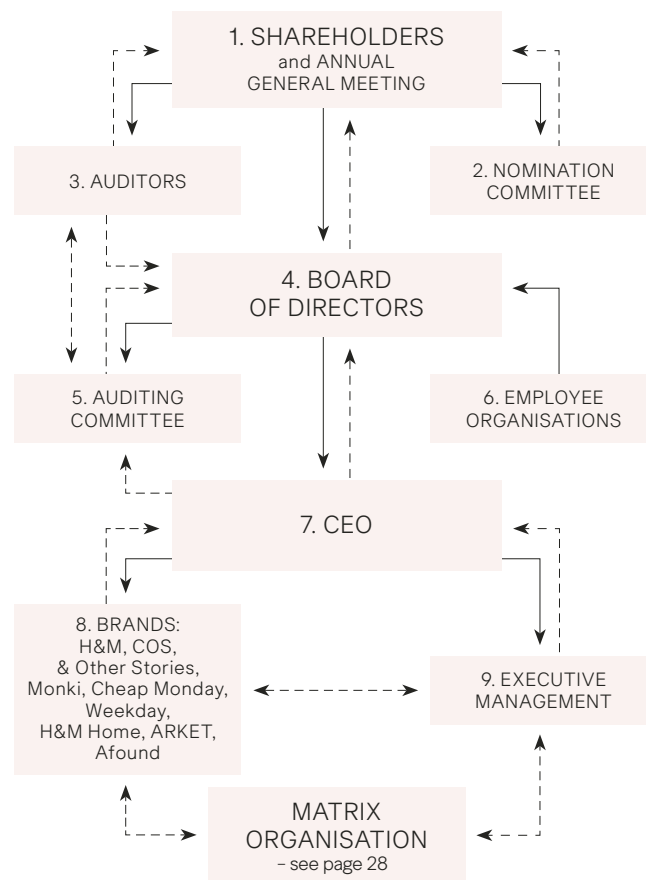 1. SHAREHOLDERS
and ANNUAL
GENERAL MEETING
3. AUDITORS
2. NOMINATION
COMMITTEE
4. BOARD
OF DIRECTORS
5. AUDITING
COMMITTEE
6. EMPLOYEE
ORGANISATIONS
7. CEO
8. BRANDS:
H&M, COS,
& Other Stories,
Monki, Cheap Monday,
Weekday,
H&M Home, ARKET,
Afound
9. EXECUTIVE
MANAGEMENT
MATRIX
ORGANISATION
– see page 28